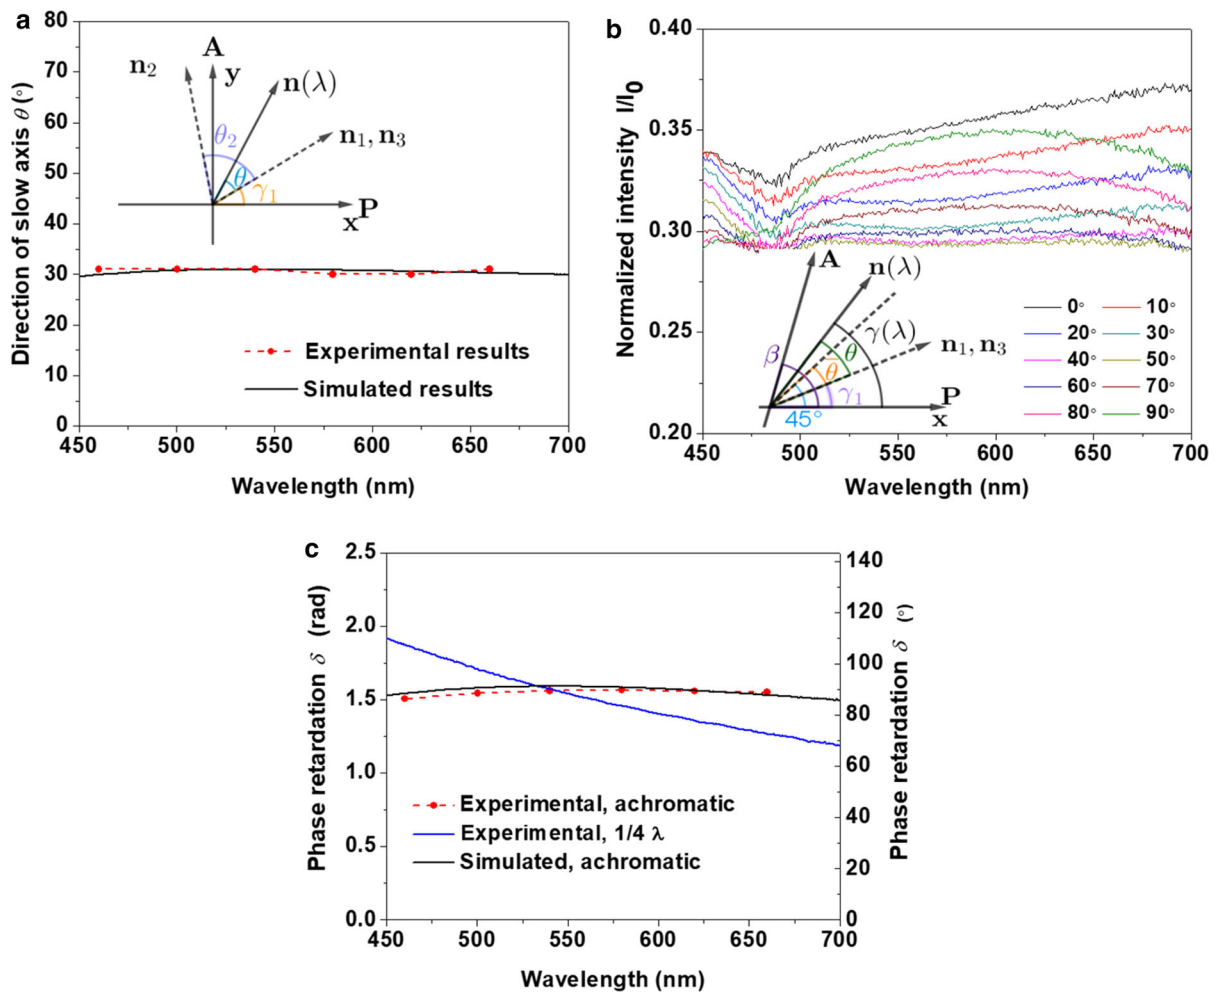 a
80
70
60
50
40
30
20
10
0
450 500 550 600 650 700
Direction of slow axis θ (°)
Wavelength (nm)
A
y
n₂
n(λ)
n₁, n₃
θ₂
θ
γ₁
P
x
Experimental results
Simulated results
b
0.40
0.35
0.30
0.25
0.20
450 500 550 600 650 700
Normalized intensity I/I₀
Wavelength (nm)
A
n(λ)
γ(λ)
n₁, n₃
β
θ
θ̄
γ₁
45°
P
x
0° 10°
20° 30°
40° 50°
60° 70°
80° 90°
c
2.5
2.0
1.5
1.0
0.5
0.0
140
120
100
80
60
40
20
0
450 500 550 600 650 700
Phase retardation δ (rad)
Phase retardation δ (°)
Wavelength (nm)
Experimental, achromatic
Experimental, 1/4 λ
Simulated, achromatic